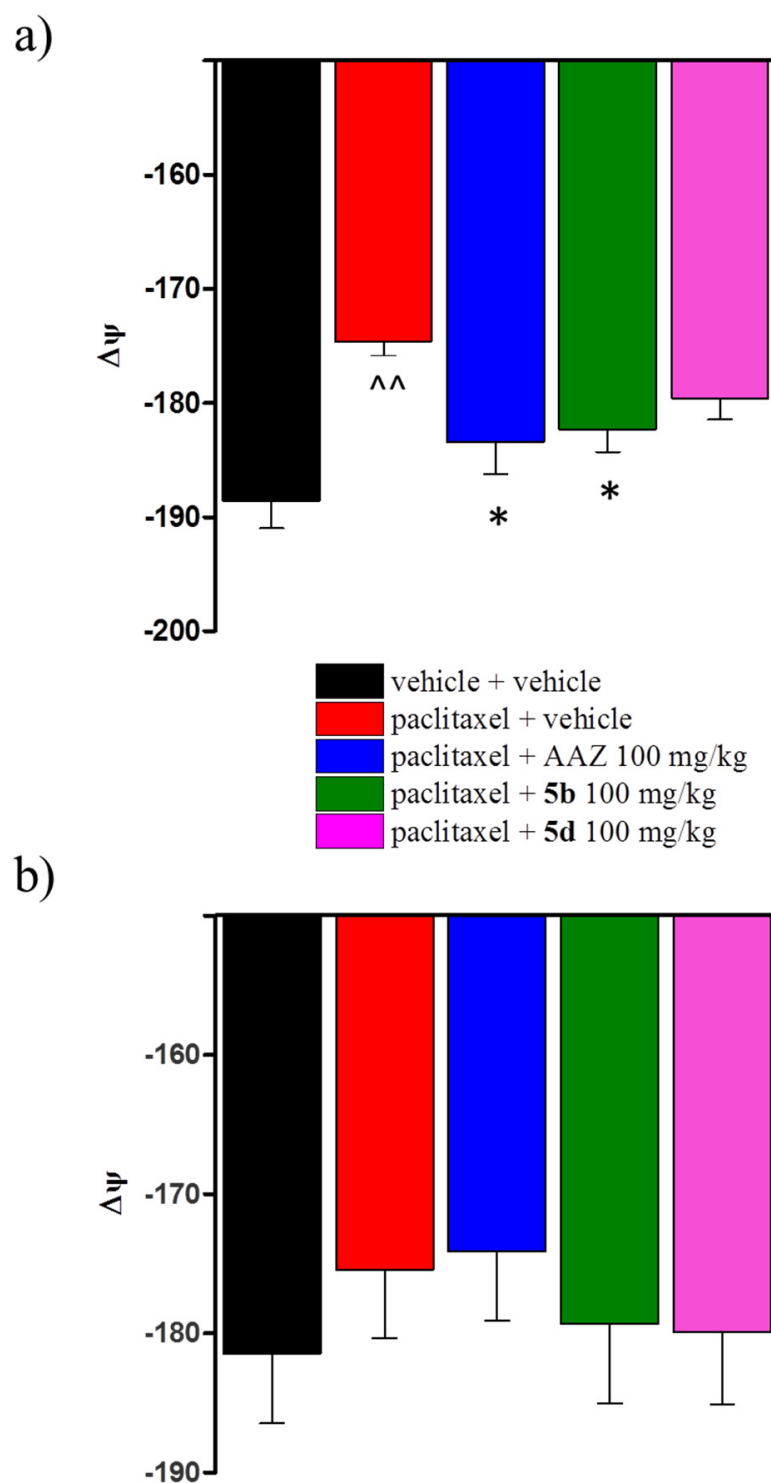 a)
-160
-170
-180
-190
-200
Δψ
^^
*
*
vehicle + vehicle
paclitaxel + vehicle
paclitaxel + AAZ 100 mg/kg
paclitaxel + 5b 100 mg/kg
paclitaxel + 5d 100 mg/kg
b)
-160
-170
-180
-190
Δψ